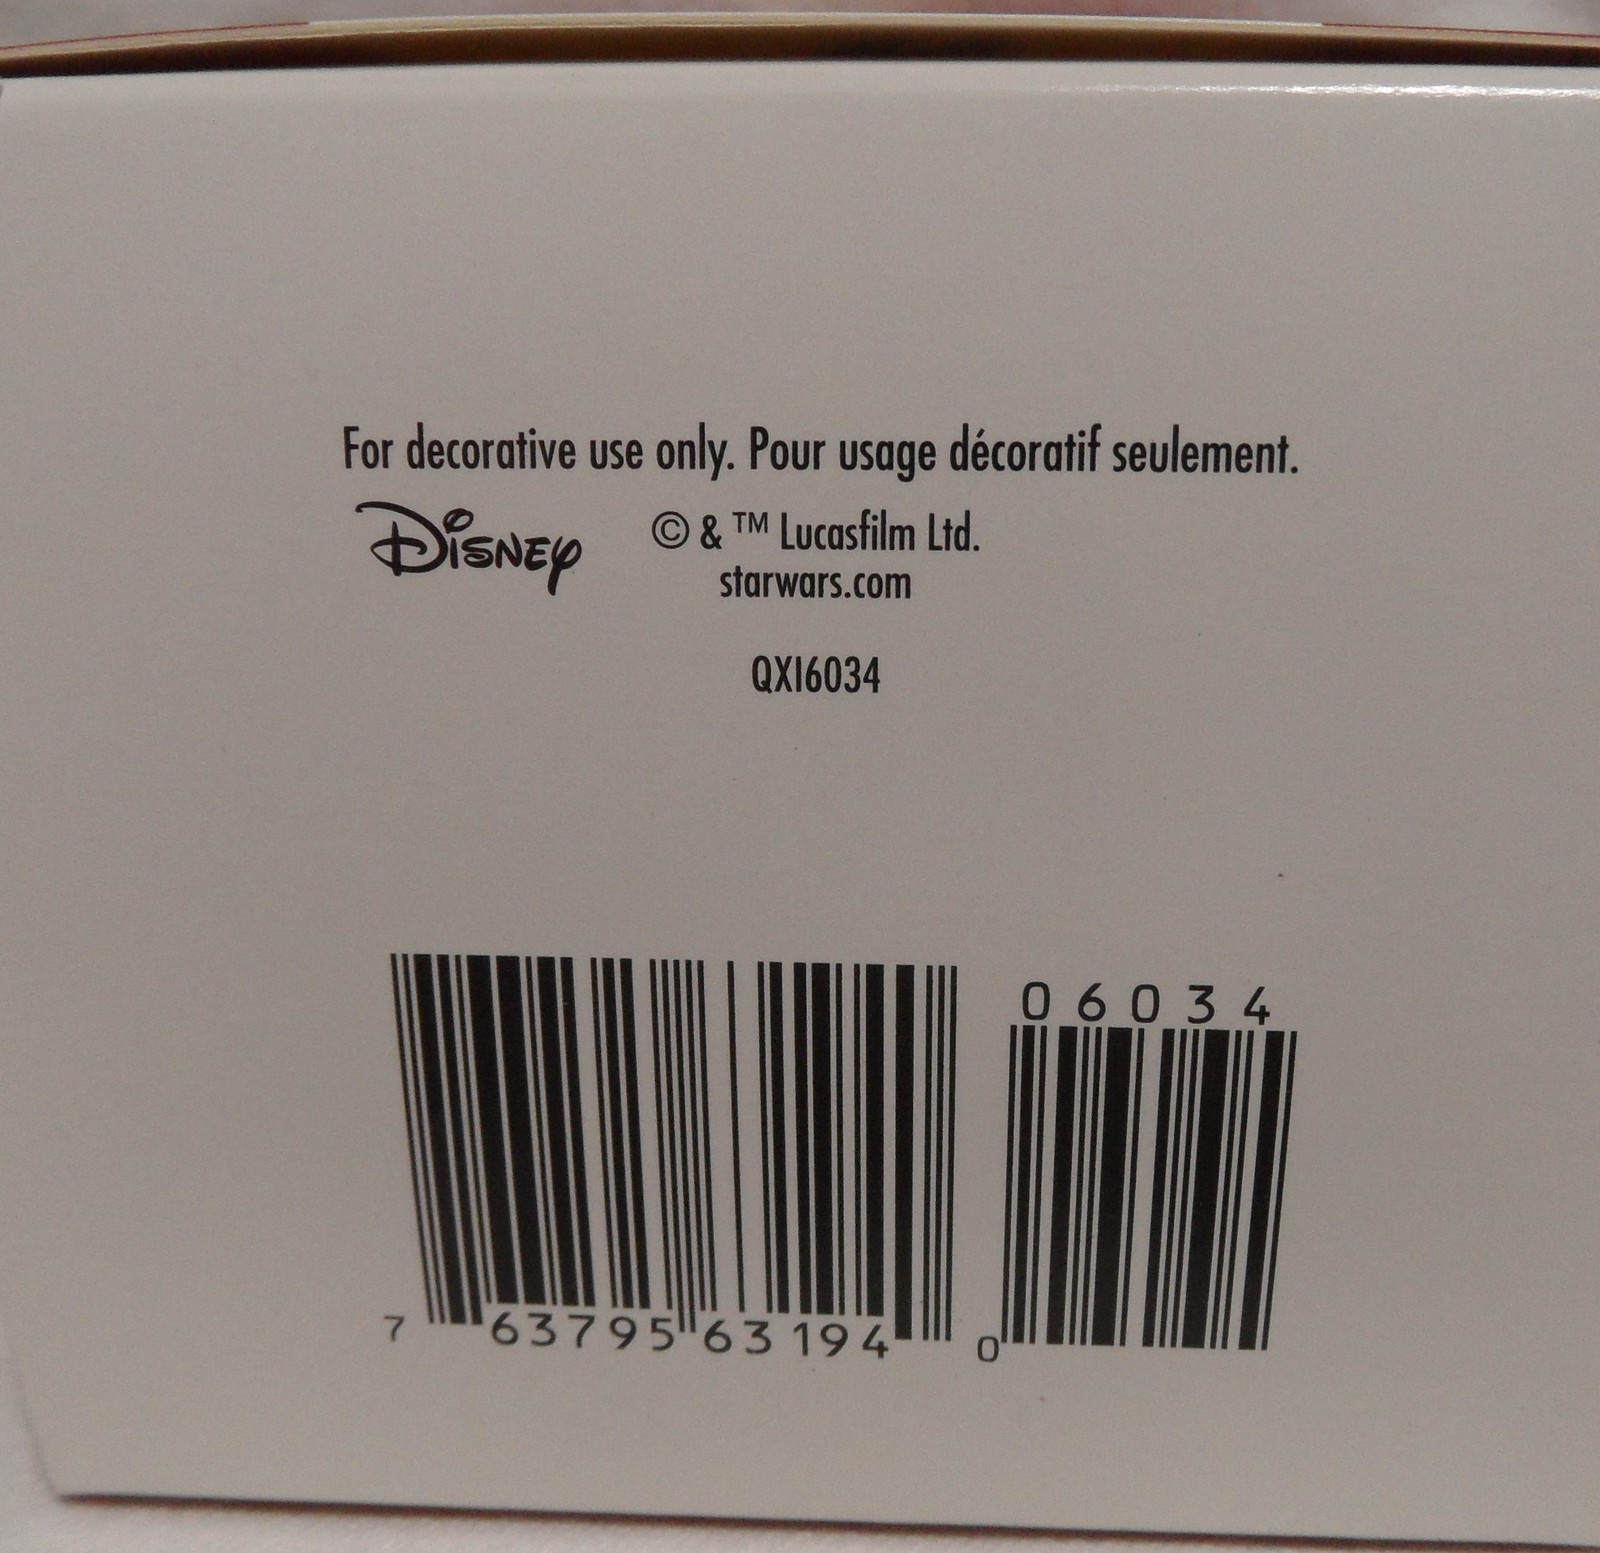 For decorative use only. Pour usage décoratif seulement.
Disney © & ™ Lucasfilm Ltd.
starwars.com
QXI6034
06034
7 63795 63194 0